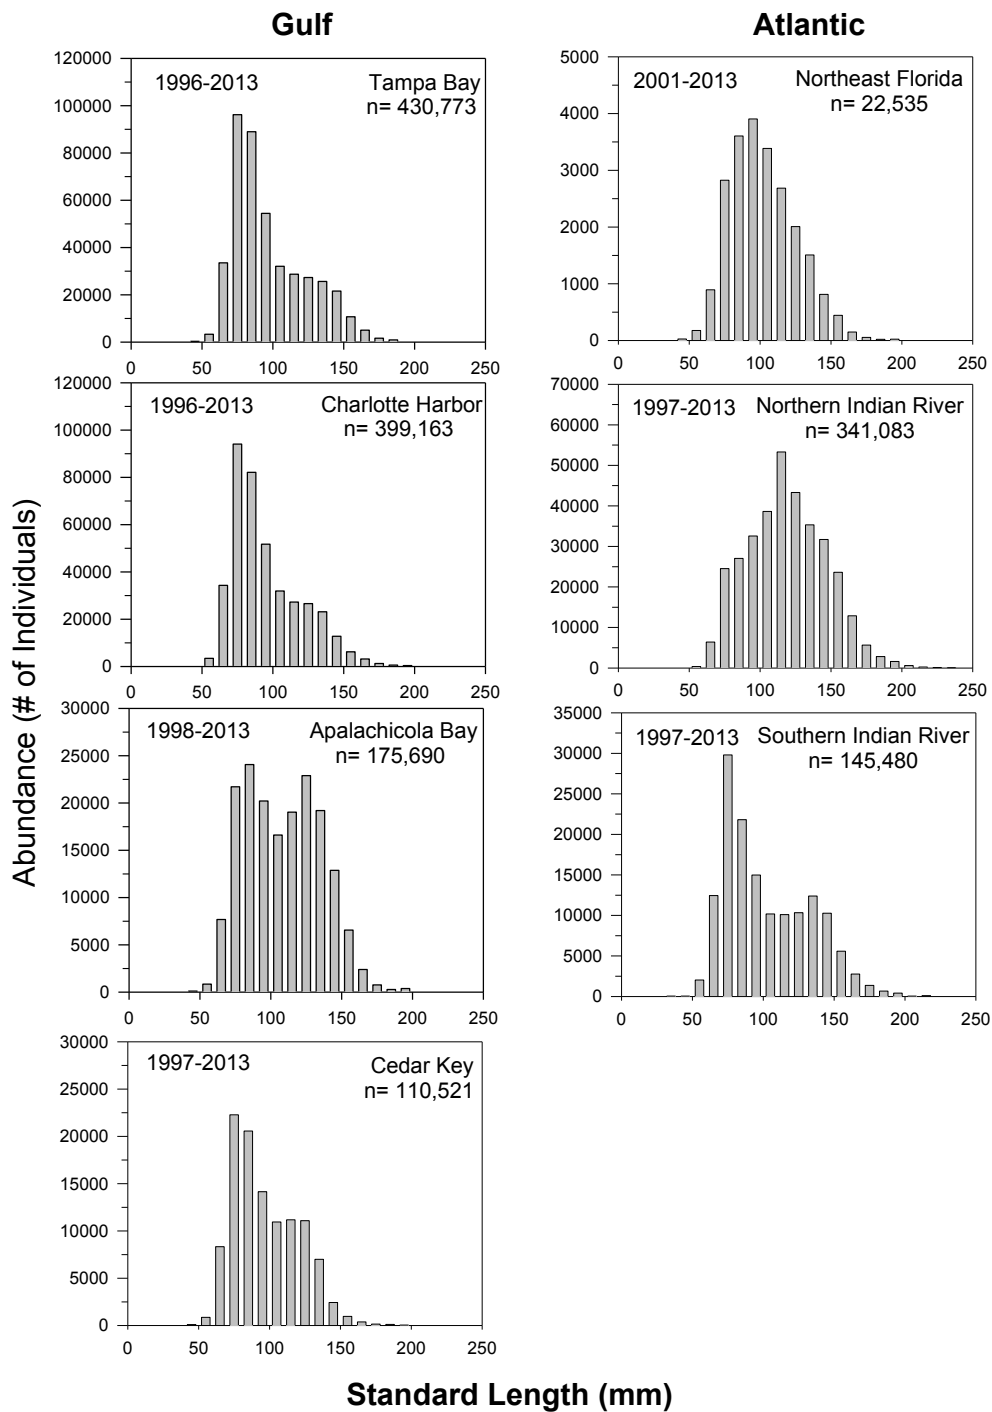 Gulf
Atlantic
Abundance (# of Individuals)
1996-2013
Tampa Bay
n= 430,773
120000
100000
80000
60000
40000
20000
0
0 50 100 150 200 250
2001-2013
Northeast Florida
n= 22,535
5000
4000
3000
2000
1000
0
0 50 100 150 200 250
1996-2013
Charlotte Harbor
n= 399,163
120000
100000
80000
60000
40000
20000
0
0 50 100 150 200 250
1997-2013
Northern Indian River
n= 341,083
70000
60000
50000
40000
30000
20000
10000
0
0 50 100 150 200 250
1998-2013
Apalachicola Bay
n= 175,690
30000
25000
20000
15000
10000
5000
0
0 50 100 150 200 250
1997-2013
Southern Indian River
n= 145,480
35000
30000
25000
20000
15000
10000
5000
0
0 50 100 150 200 250
1997-2013
Cedar Key
n= 110,521
30000
25000
20000
15000
10000
5000
0
0 50 100 150 200 250
Standard Length (mm)